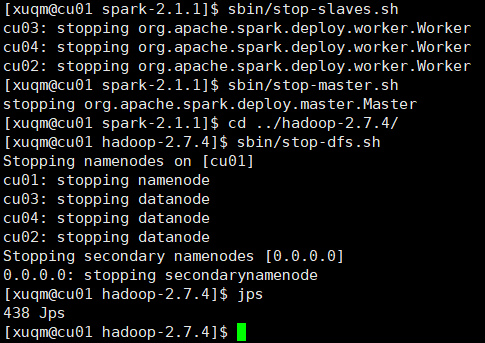 [xuqm@cu01 spark-2.1.1]$ sbin/stop-slaves.sh
cu03: stopping org.apache.spark.deploy.worker.Worker
cu04: stopping org.apache.spark.deploy.worker.Worker
cu02: stopping org.apache.spark.deploy.worker.Worker
[xuqm@cu01 spark-2.1.1]$ sbin/stop-master.sh
stopping org.apache.spark.deploy.master.Master
[xuqm@cu01 spark-2.1.1]$ cd ../hadoop-2.7.4/
[xuqm@cu01 hadoop-2.7.4]$ sbin/stop-dfs.sh
Stopping namenodes on [cu01]
cu01: stopping namenode
cu03: stopping datanode
cu04: stopping datanode
cu02: stopping datanode
Stopping secondary namenodes [0.0.0.0]
0.0.0.0: stopping secondarynamenode
[xuqm@cu01 hadoop-2.7.4]$ jps
438 Jps
[xuqm@cu01 hadoop-2.7.4]$